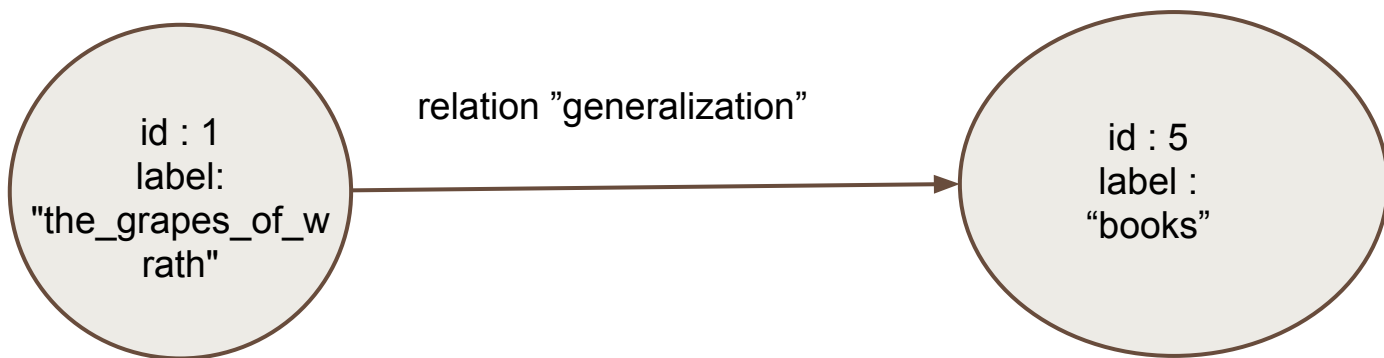 id : 1
label:
"the_grapes_of_w
rath"
relation ”generalization”
id : 5
label :
“books”